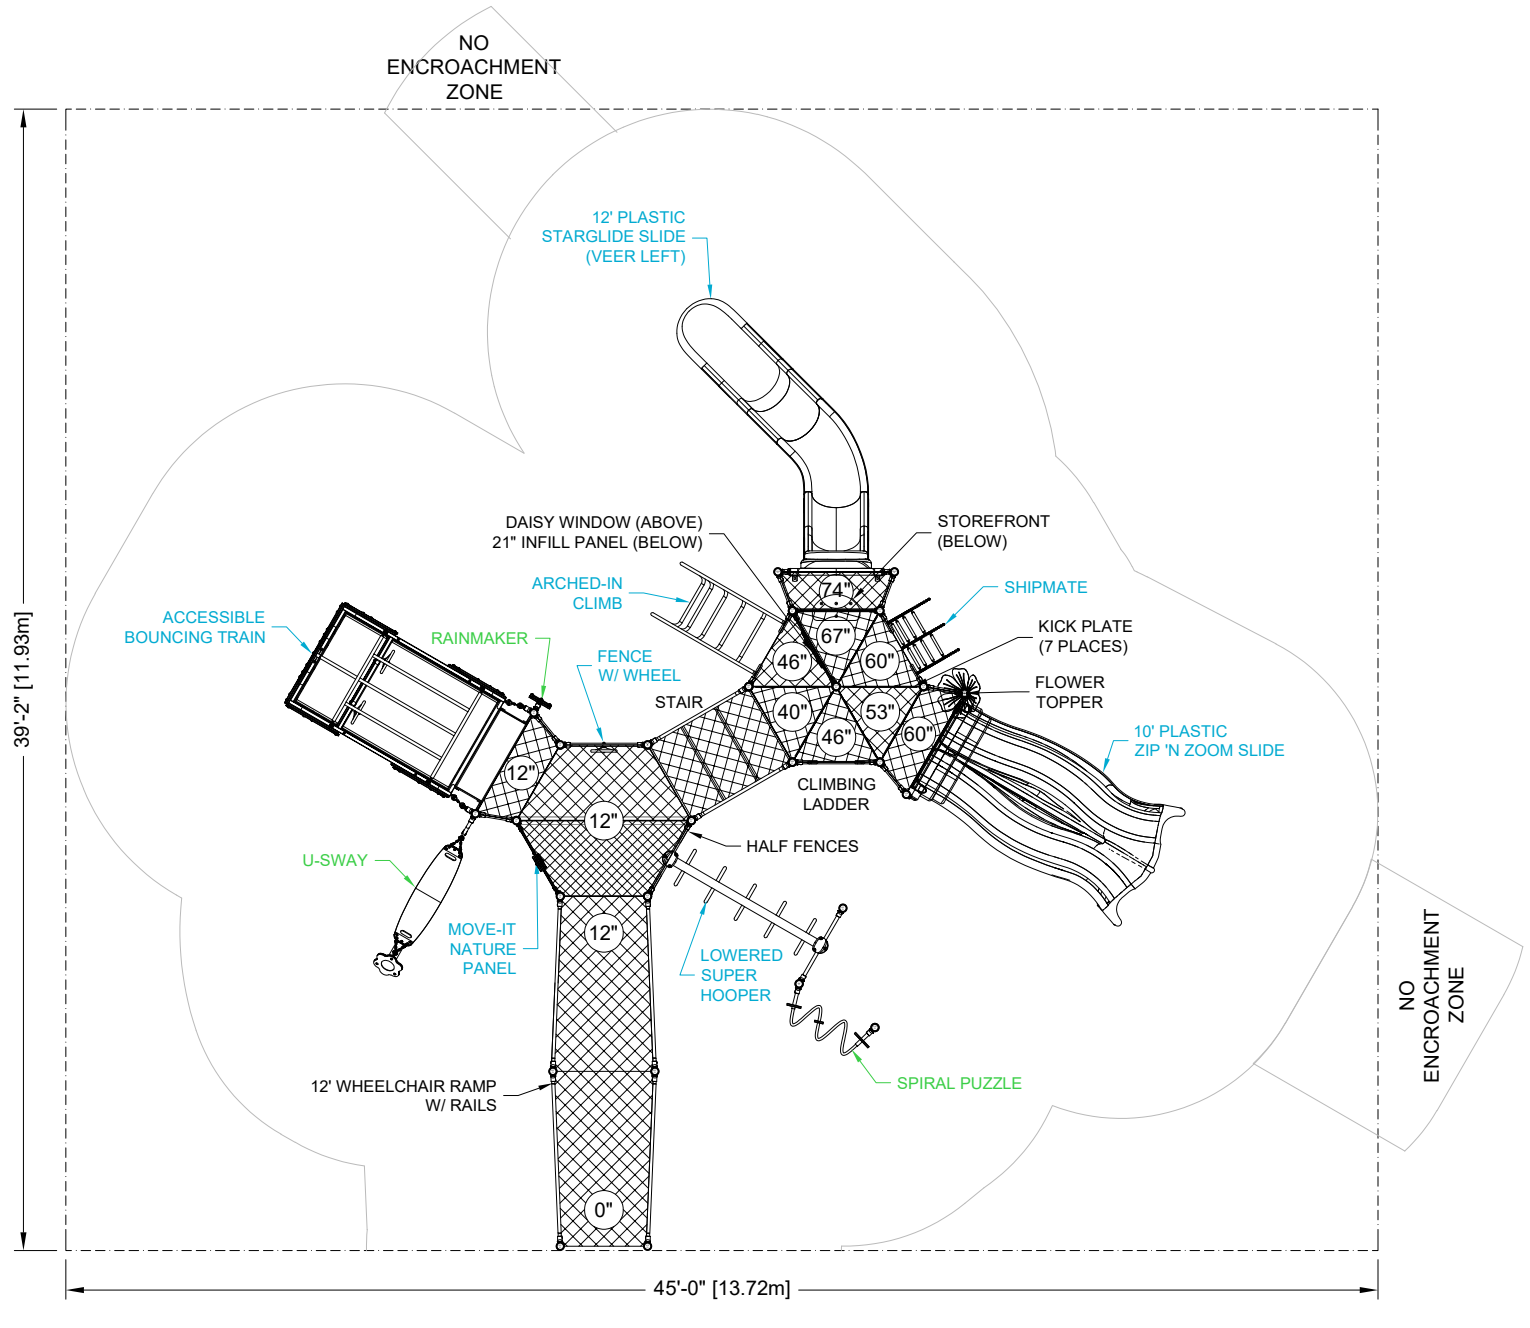 NO
ENCROACHMENT
ZONE
12' PLASTIC
STARGLIDE SLIDE
(VEER LEFT)
DAISY WINDOW (ABOVE)
21" INFILL PANEL (BELOW)
STOREFRONT
(BELOW)
ARCHED-IN
CLIMB
SHIPMATE
ACCESSIBLE
BOUNCING TRAIN
RAINMAKER
FENCE
W/ WHEEL
KICK PLATE
(7 PLACES)
FLOWER
TOPPER
STAIR
74"
67"
46"
60"
40"
53"
46"
60"
10' PLASTIC
ZIP 'N ZOOM SLIDE
12"
12"
CLIMBING
LADDER
HALF FENCES
U-SWAY
MOVE-IT
NATURE
PANEL
12"
LOWERED
SUPER
HOOPER
NO
ENCROACHMENT
ZONE
SPIRAL PUZZLE
12' WHEELCHAIR RAMP
W/ RAILS
0"
39'-2" [11.93m]
45'-0" [13.72m]